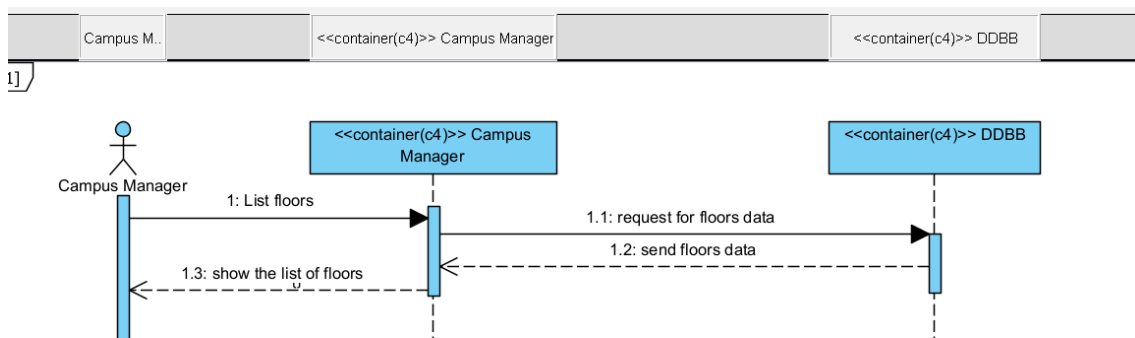 Campus M..
<<container(c4)>> Campus Manager
<<container(c4)>> DDBB
1]
<<container(c4)>> Campus
Manager
<<container(c4)>> DDBB
Campus Manager
1: List floors
1.1: request for floors data
1.2: send floors data
1.3: show the list of floors